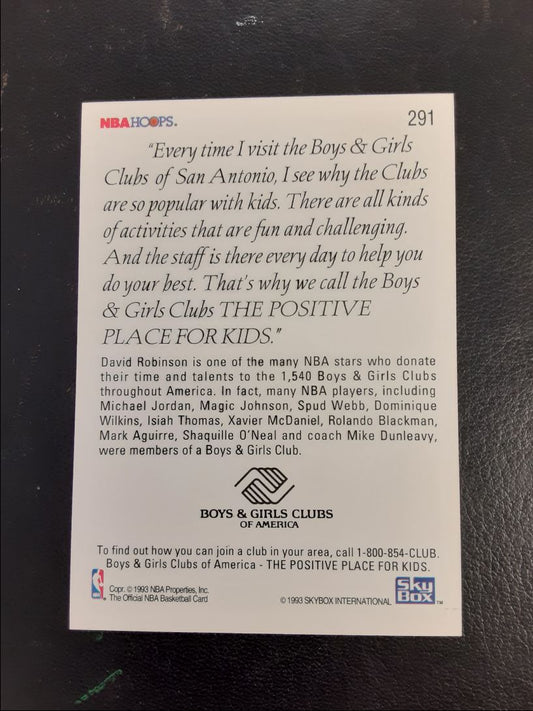 NBA HOOPS. 291
"Every time I visit the Boys & Girls
Clubs of San Antonio, I see why the Clubs
are so popular with kids. There are all kinds
of activities that are fun and challenging.
And the staff is there every day to help you
do your best. That's why we call the Boys
& Girls Clubs THE POSITIVE
PLACE FOR KIDS."
David Robinson is one of the many NBA stars who donate
their time and talents to the 1,540 Boys & Girls Clubs
throughout America. In fact, many NBA players, including
Michael Jordan, Magic Johnson, Spud Webb, Dominique
Wilkins, Isiah Thomas, Xavier McDaniel, Rolando Blackman,
Mark Aguirre, Shaquille O'Neal and coach Mike Dunleavy,
were members of a Boys & Girls Club.
BOYS & GIRLS CLUBS
OF AMERICA
To find out how you can join a club in your area, call 1-800-854-CLUB.
Boys & Girls Clubs of America - THE POSITIVE PLACE FOR KIDS.
Copr. © 1993 NBA Properties, Inc.
The Official NBA Basketball Card
© 1993 SKYBOX INTERNATIONAL
SKY
BOX TM